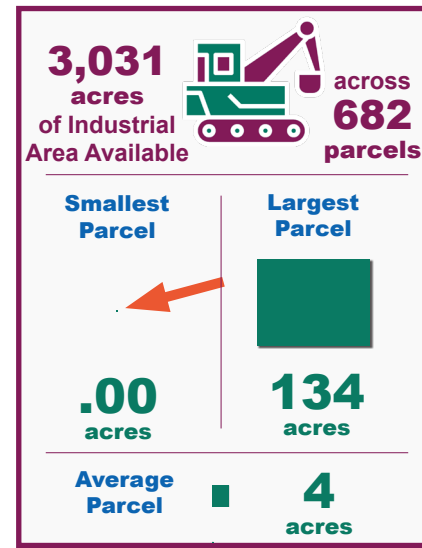 3,031
acres
of Industrial
Area Available
across
682
parcels
Smallest
Parcel
.00
acres
Largest
Parcel
134
acres
Average
Parcel
4
acres